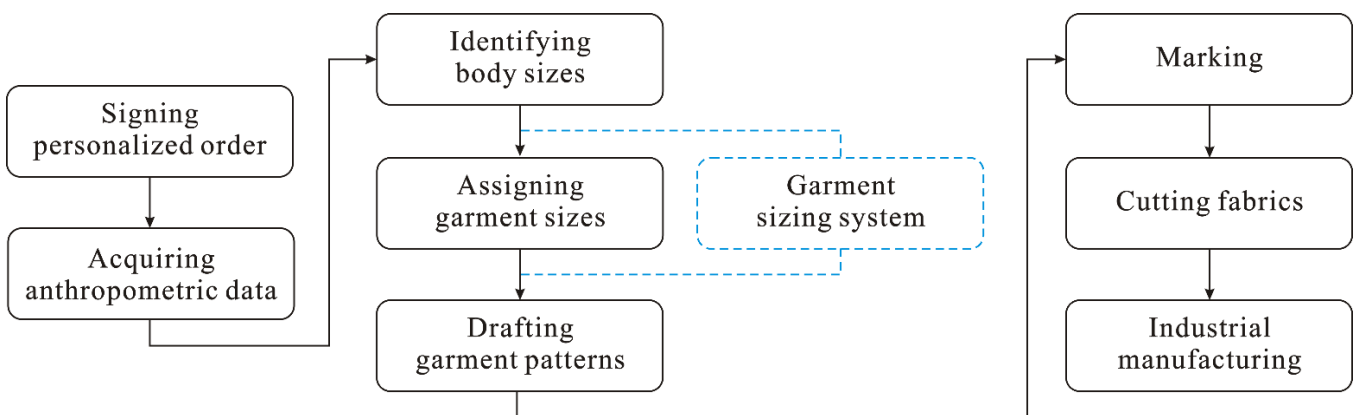 Signing
personalized order
Acquiring
anthropometric data
Identifying
body sizes
Assigning
garment sizes
Garment
sizing system
Drafting
garment patterns
Marking
Cutting fabrics
Industrial
manufacturing